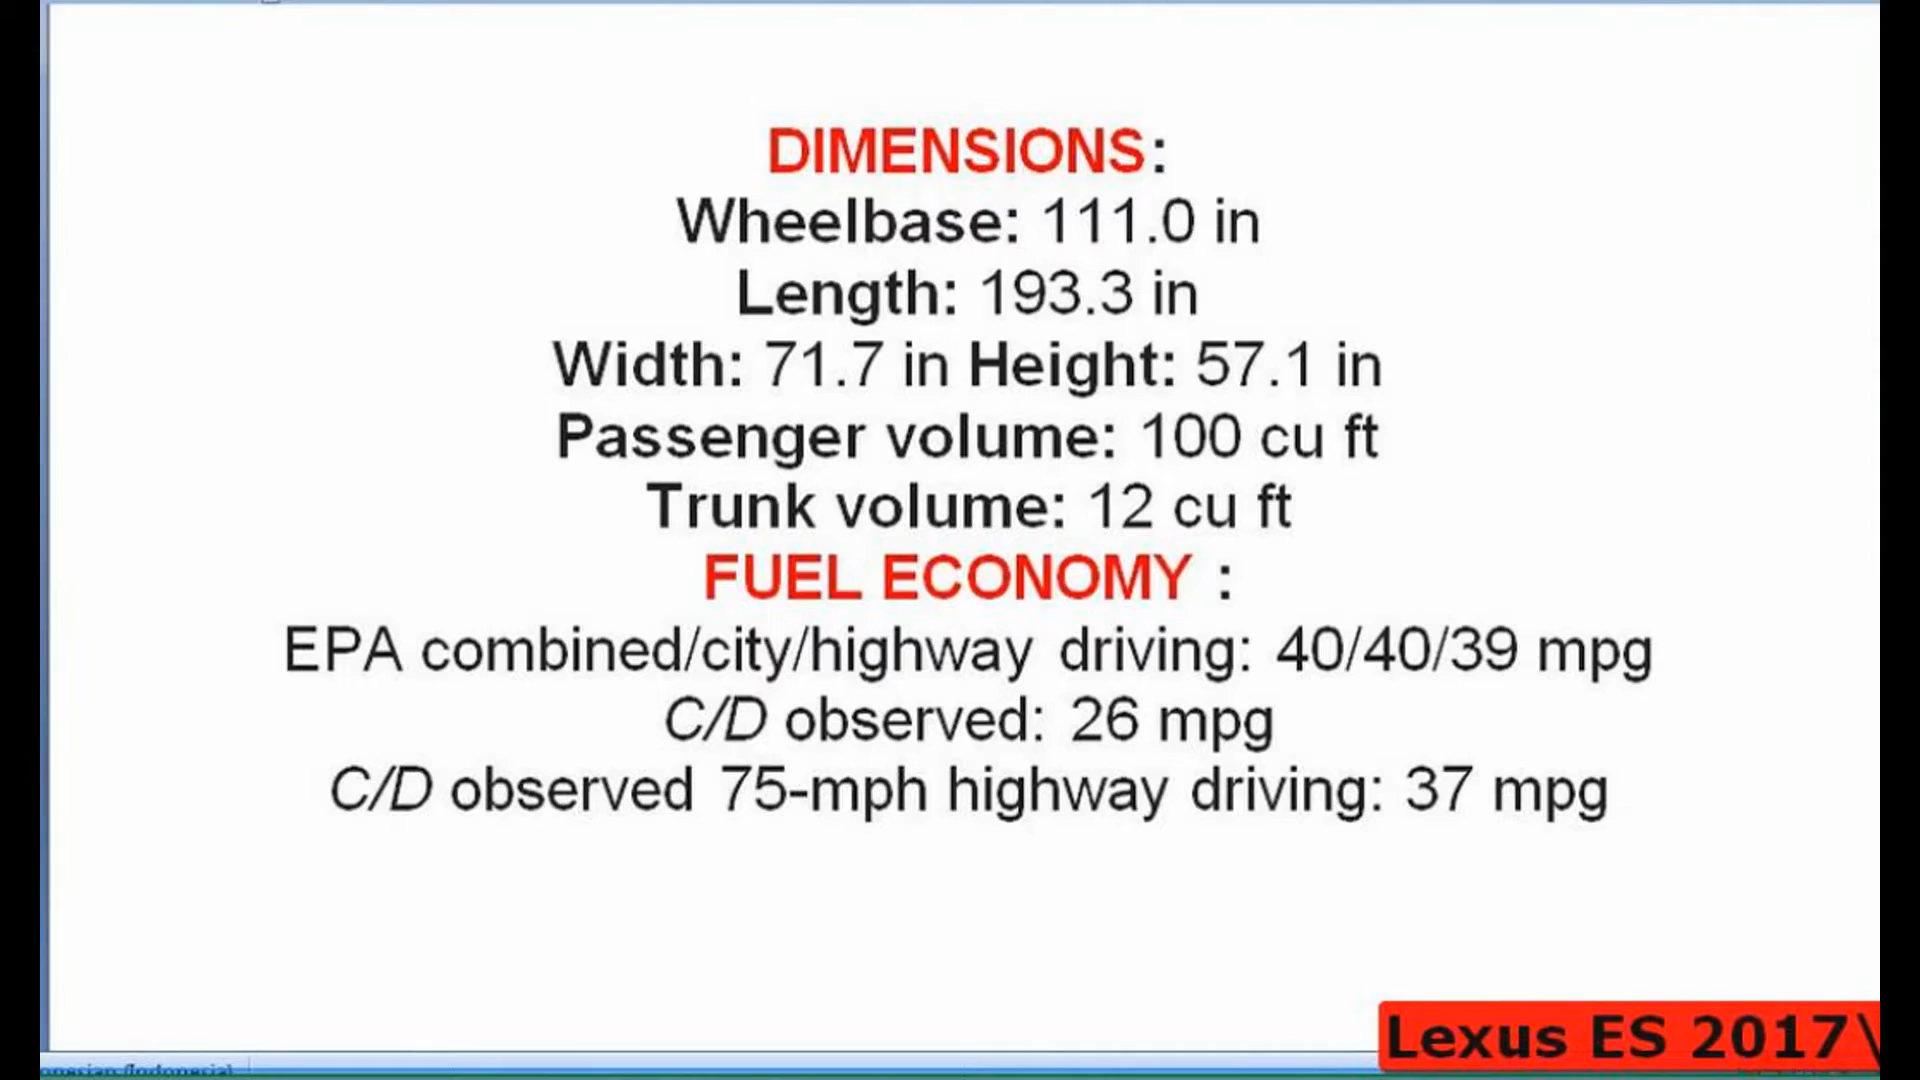 DIMENSIONS:
Wheelbase: 111.0 in
Length: 193.3 in
Width: 71.7 in Height: 57.1 in
Passenger volume: 100 cu ft
Trunk volume: 12 cu ft
FUEL ECONOMY :
EPA combined/city/highway driving: 40/40/39 mpg
C/D observed: 26 mpg
C/D observed 75-mph highway driving: 37 mpg
Lexus ES 2017\
(Indonesia)